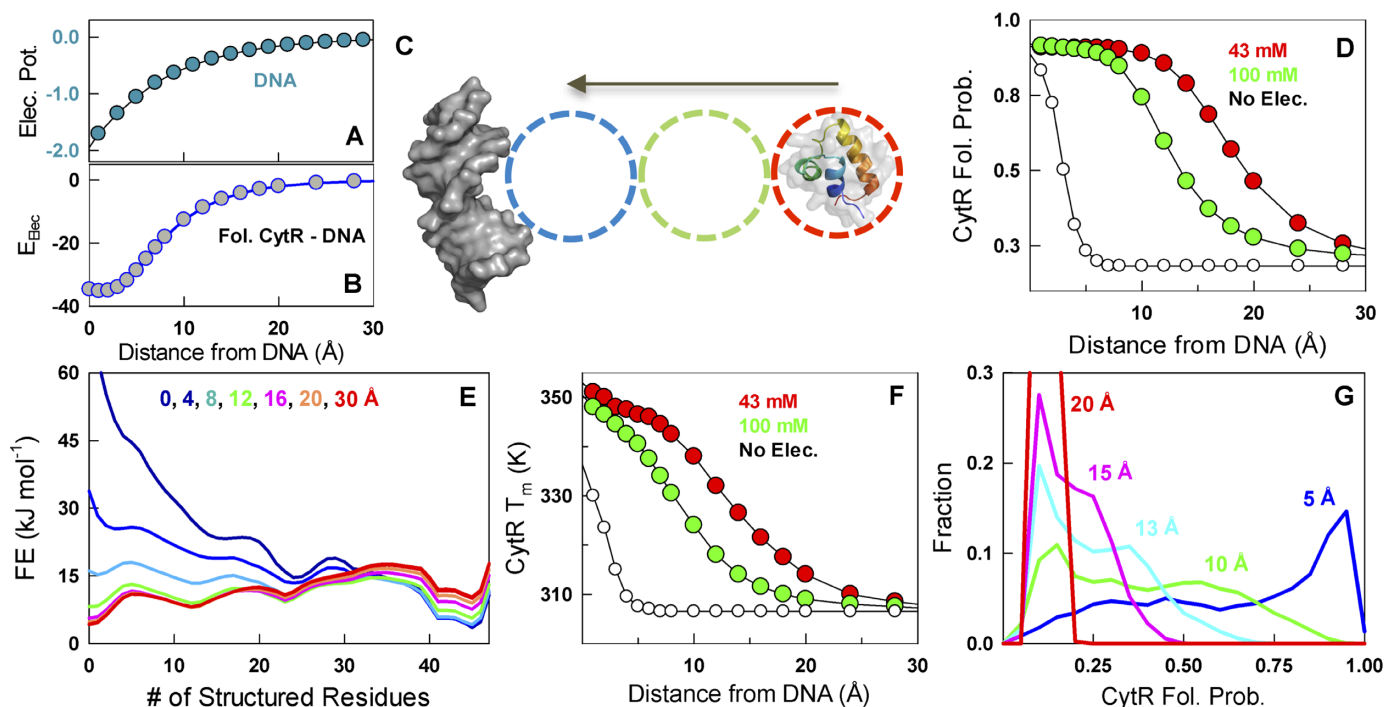 A
Elec. Pot.
0.0
-1.0
-2.0
DNA
B
E_Elec
0
-20
-40
Fol. CytR - DNA
0 10 20 30
Distance from DNA (Å)
C
D
CytR Fol. Prob.
1.0
0.8
0.5
0.3
43 mM
100 mM
No Elec.
0 10 20 30
Distance from DNA (Å)
E
FE (kJ mol⁻¹)
60
45
30
15
0
0, 4, 8, 12, 16, 20, 30 Å
0 20 40
# of Structured Residues
F
CytR T_m (K)
350
330
310
43 mM
100 mM
No Elec.
0 10 20 30
Distance from DNA (Å)
G
Fraction
0.3
0.2
0.1
0.0
20 Å
15 Å
13 Å
10 Å
5 Å
0.25 0.50 0.75 1.00
CytR Fol. Prob.